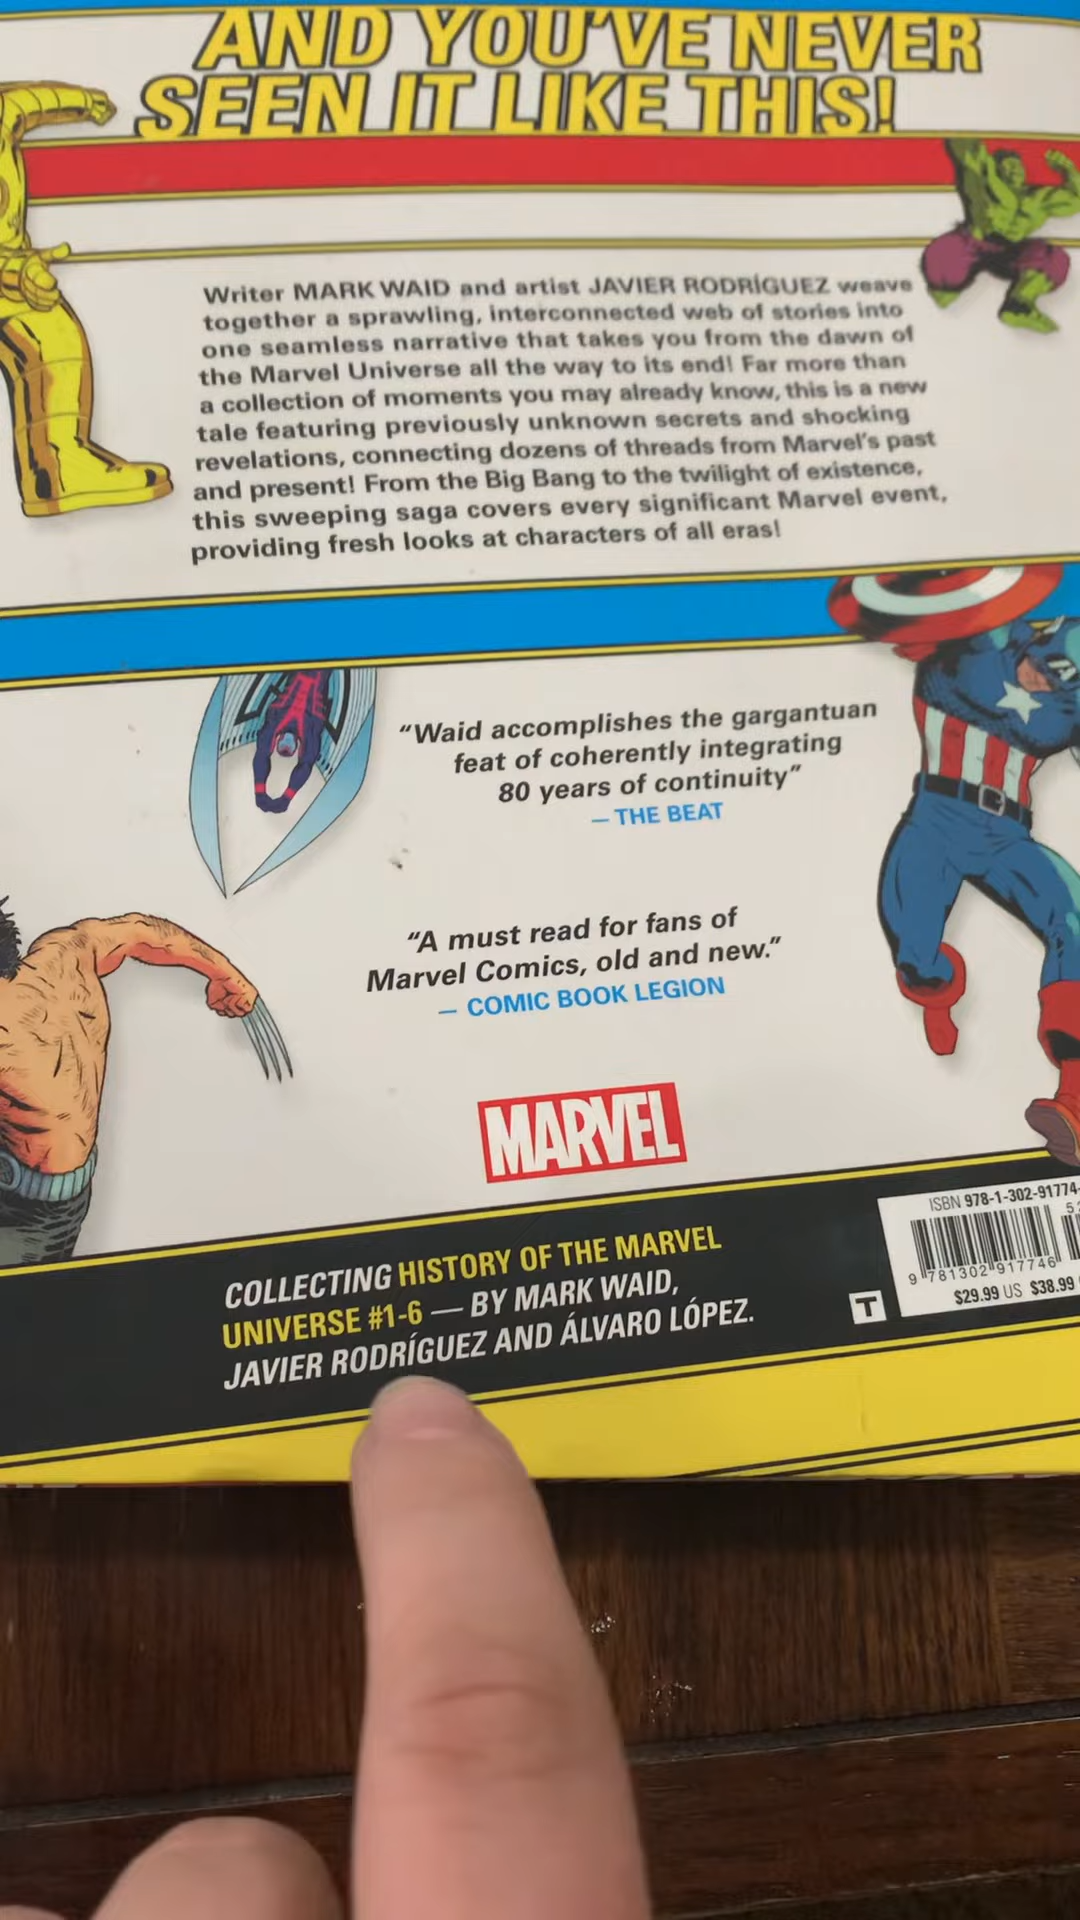 AND YOU'VE NEVER
SEEN IT LIKE THIS!
Writer MARK WAID and artist JAVIER RODRÍGUEZ weave
together a sprawling, interconnected web of stories into
one seamless narrative that takes you from the dawn of
the Marvel Universe all the way to its end! Far more than
a collection of moments you may already know, this is a new
tale featuring previously unknown secrets and shocking
revelations, connecting dozens of threads from Marvel's past
and present! From the Big Bang to the twilight of existence,
this sweeping saga covers every significant Marvel event,
providing fresh looks at characters of all eras!
“Waid accomplishes the gargantuan
feat of coherently integrating
80 years of continuity”
— THE BEAT
“A must read for fans of
Marvel Comics, old and new.”
— COMIC BOOK LEGION
MARVEL
COLLECTING HISTORY OF THE MARVEL
UNIVERSE #1-6 — BY MARK WAID,
JAVIER RODRÍGUEZ AND ÁLVARO LÓPEZ.
T
ISBN 978-1-302-91774-
9 781302 917746
$29.99 US $38.99
A